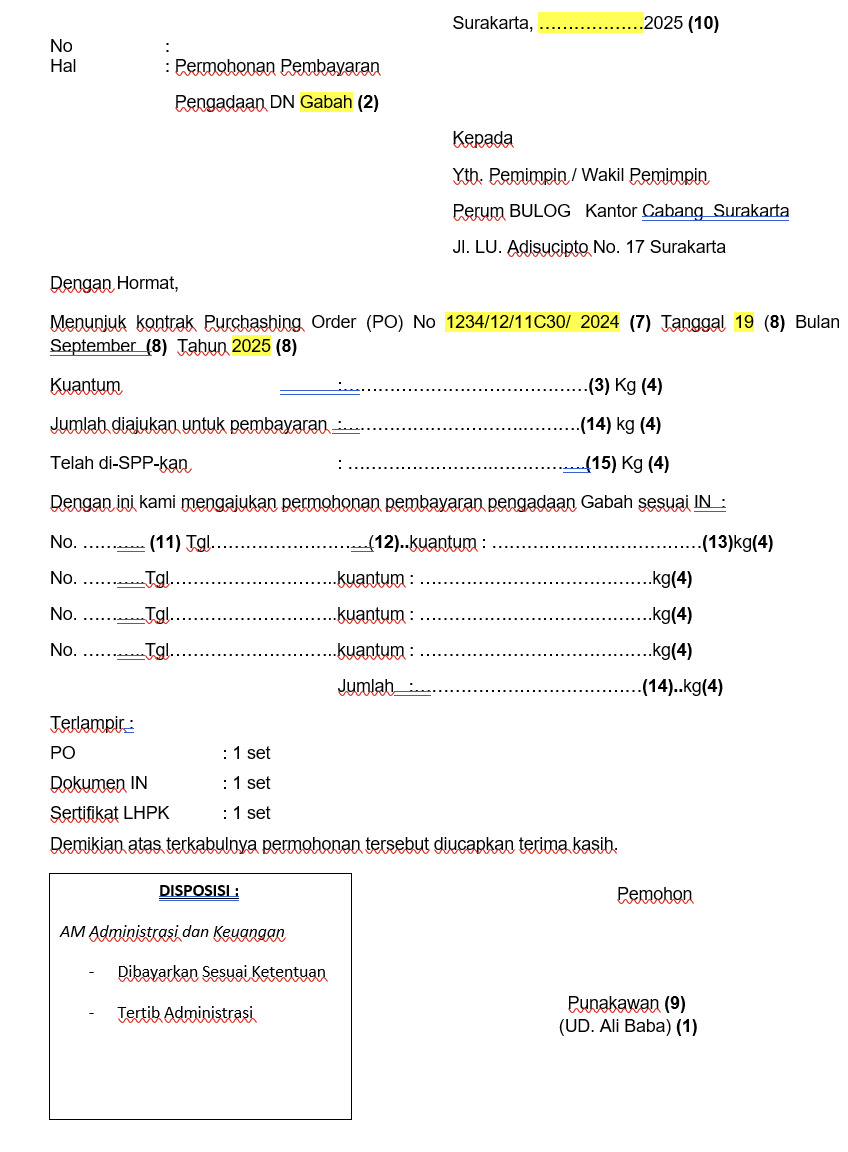 Surakarta, ………………2025 (10)
No :
Hal : Permohonan Pembayaran
Pengadaan DN Gabah (2)
Kepada
Yth. Pemimpin / Wakil Pemimpin
Perum BULOG Kantor Cabang Surakarta
Jl. LU. Adisucipto No. 17 Surakarta
Dengan Hormat,
Menunjuk kontrak Purchashing Order (PO) No 1234/12/11C30/ 2024 (7) Tanggal 19 (8) Bulan
September (8) Tahun 2025 (8)
Kuantum :……………………………………(3) Kg (4)
Jumlah diajukan untuk pembayaran :…………………………………..(14) kg (4)
Telah di-SPP-kan : …………………………………..(15) Kg (4)
Dengan ini kami mengajukan permohonan pembayaran pengadaan Gabah sesuai IN :
No. ……….. (11) Tgl………………………..(12)..kuantum : ………………………………(13)kg(4)
No. ………..Tgl………………………..kuantum : …………………………………kg(4)
No. ………..Tgl………………………..kuantum : …………………………………kg(4)
No. ………..Tgl………………………..kuantum : …………………………………kg(4)
Jumlah :…………………………………(14)..kg(4)
Terlampir :
PO : 1 set
Dokumen IN : 1 set
Sertifikat LHPK : 1 set
Demikian atas terkabulnya permohonan tersebut diucapkan terima kasih.
DISPOSISI :
AM Administrasi dan Keuangan
- Dibayarkan Sesuai Ketentuan
- Tertib Administrasi
Pemohon
Punakawan (9)
(UD. Ali Baba) (1)